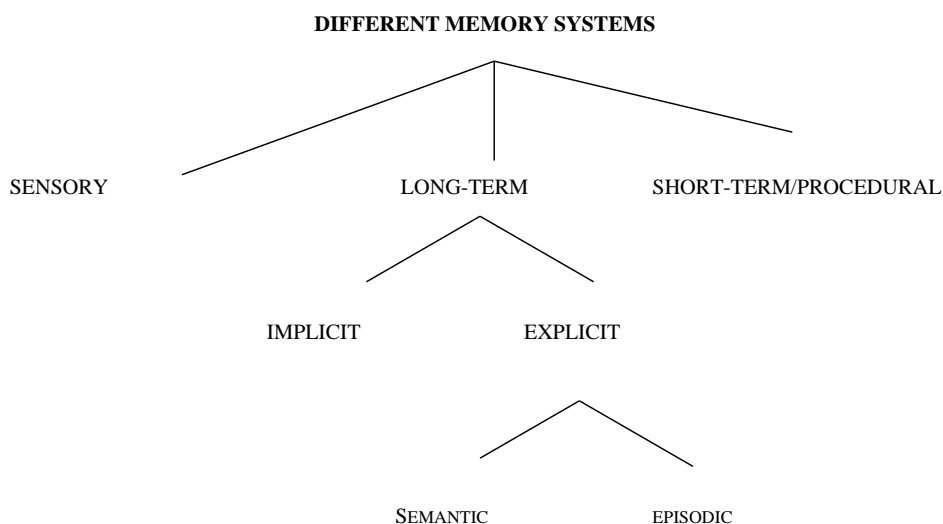 DIFFERENT MEMORY SYSTEMS
SENSORY LONG-TERM SHORT-TERM/PROCEDURAL
IMPLICIT EXPLICIT
SEMANTIC EPISODIC